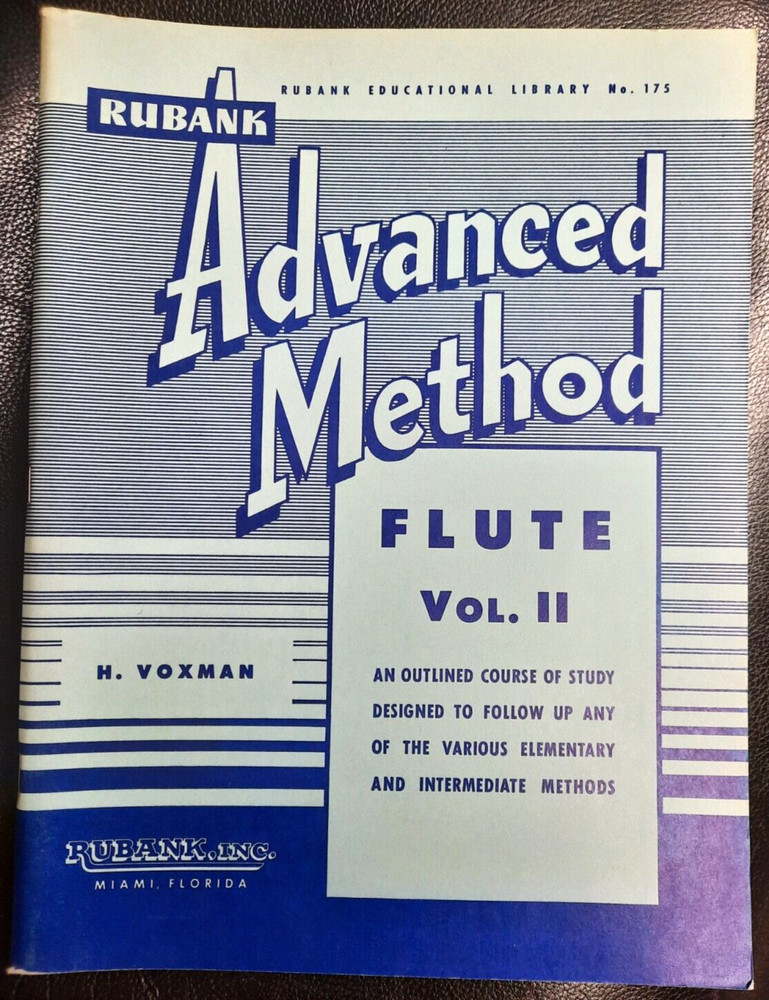 RUBANK EDUCATIONAL LIBRARY No. 175
RUBANK
Advanced
Method
FLUTE
VOL. II
H. VOXMAN
AN OUTLINED COURSE OF STUDY
DESIGNED TO FOLLOW UP ANY
OF THE VARIOUS ELEMENTARY
AND INTERMEDIATE METHODS
RUBANK, INC.
MIAMI, FLORIDA